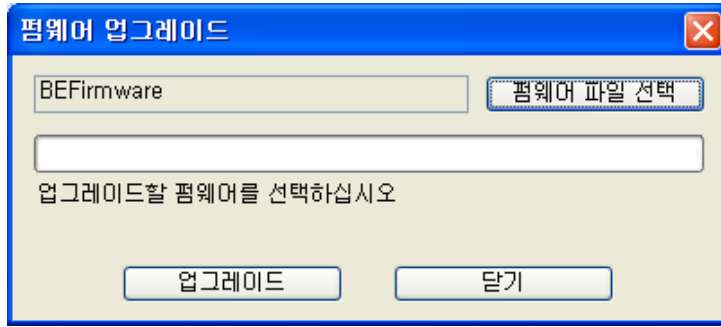 펌웨어 업그레이드
BEFirmware
펌웨어 파일 선택
업그레이드할 펌웨어를 선택하십시오
업그레이드
닫기